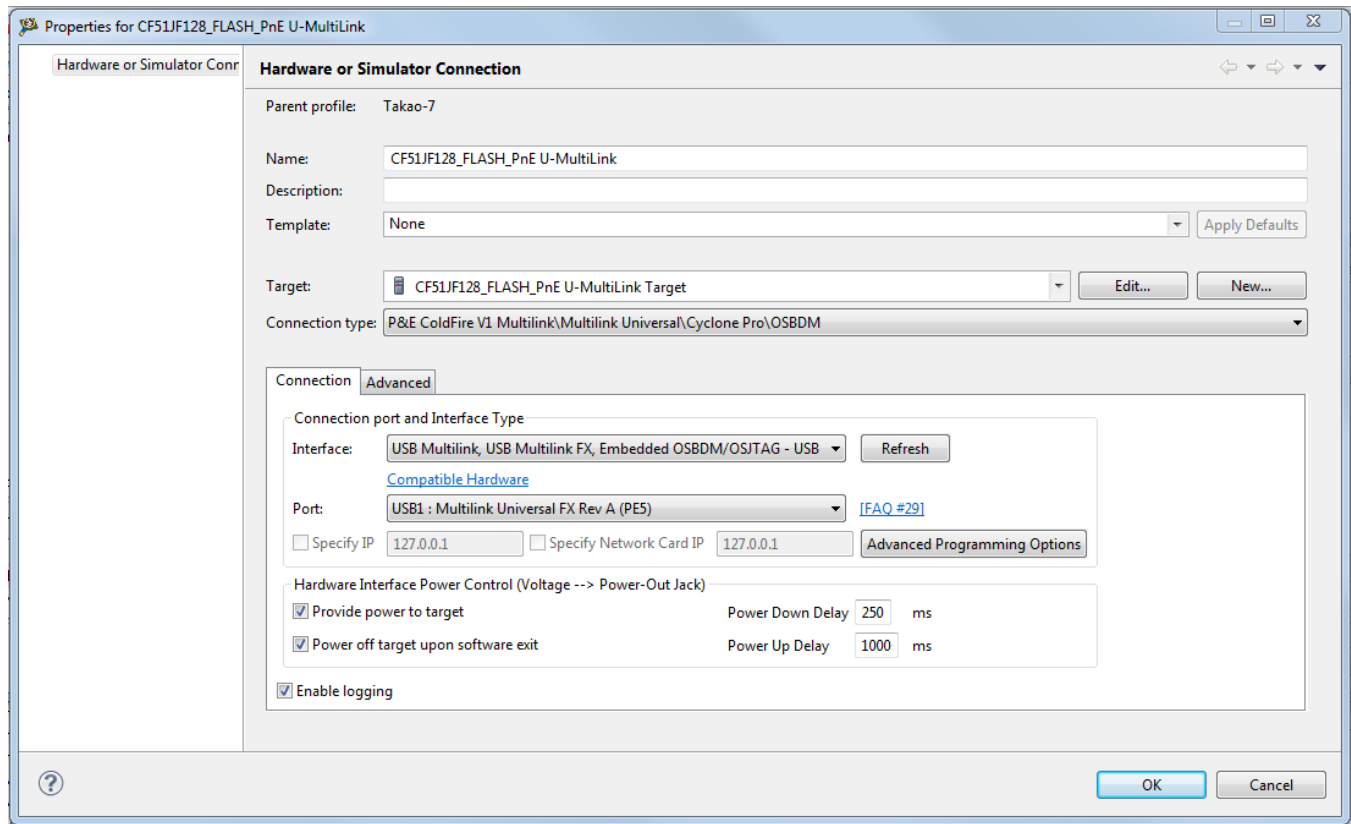 Properties for CF51JF128_FLASH_PnE U-MultiLink
Hardware or Simulator Conr
Hardware or Simulator Connection
Parent profile: Takao-7
Name: CF51JF128_FLASH_PnE U-MultiLink
Description:
Template: None Apply Defaults
Target: CF51JF128_FLASH_PnE U-MultiLink Target Edit... New...
Connection type: P&E ColdFire V1 Multilink\Multilink Universal\Cyclone Pro\OSBDM
Connection Advanced
Connection port and Interface Type
Interface: USB Multilink, USB Multilink FX, Embedded OSBDM/OSJTAG - USB Refresh
Compatible Hardware
Port: USB1 : Multilink Universal FX Rev A (PE5) [FAQ #29]
Specify IP 127.0.0.1 Specify Network Card IP 127.0.0.1 Advanced Programming Options
Hardware Interface Power Control (Voltage --> Power-Out Jack)
Provide power to target Power Down Delay 250 ms
Power off target upon software exit Power Up Delay 1000 ms
Enable logging
? OK Cancel